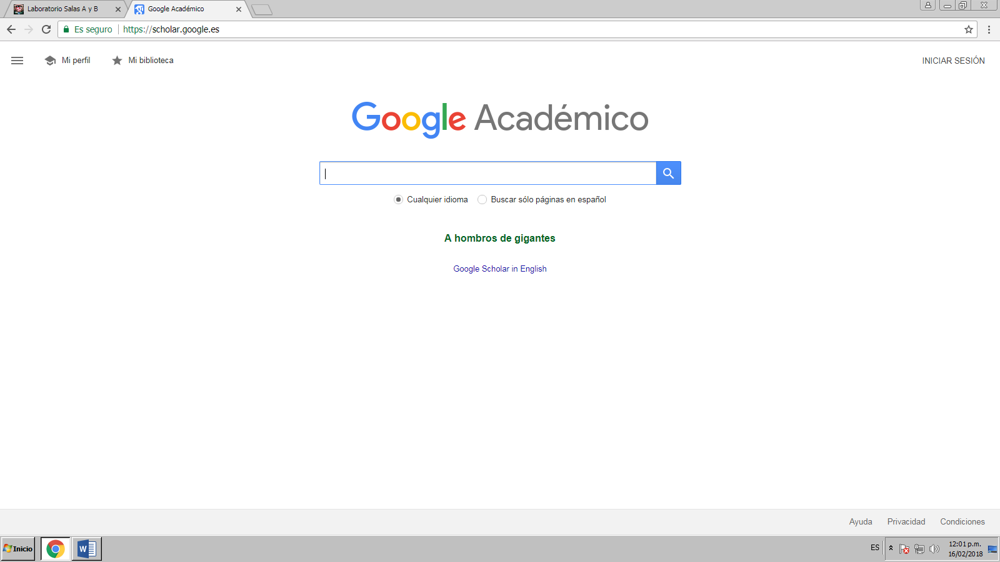 Laboratorio Salas A y B
Google Académico
Es seguro
https://scholar.google.es
Mi perfil
Mi biblioteca
INICIAR SESIÓN
Google Académico
Cualquier idioma
Buscar sólo páginas en español
A hombros de gigantes
Google Scholar in English
Ayuda
Privacidad
Condiciones
Inicio
ES
12:01 p.m.
16/02/2018